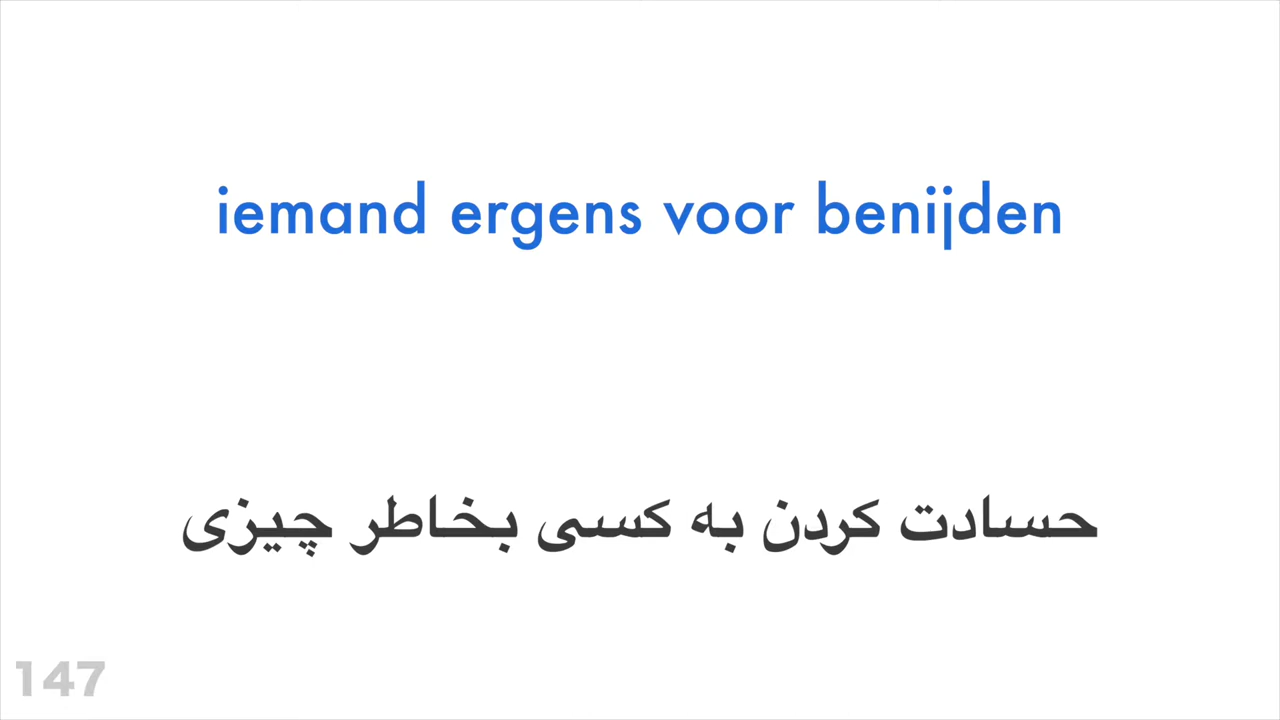 iemand ergens voor benijden
حسادت کردن به کسی بخاطر چیزی
147